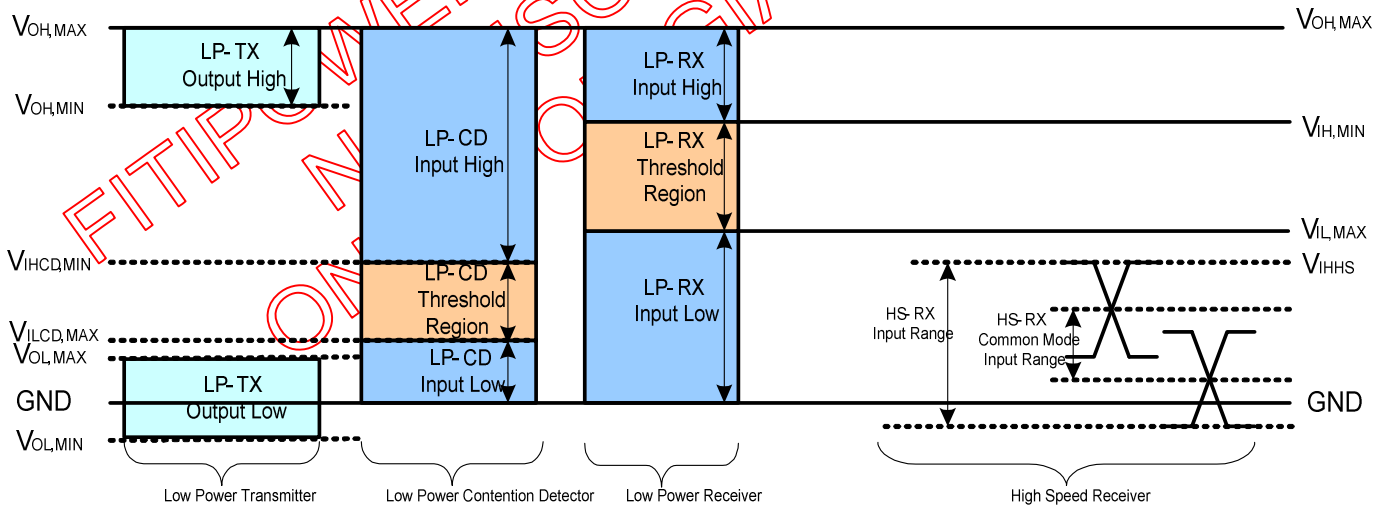 VOH,MAX
LP-TX
Output High
VOH,MIN
LP-CD
Input High
LP-RX
Input High
LP-RX
Threshold
Region
VOH,MAX
VIH,MIN
VIL,MAX
VIHCD,MIN
LP-CD
Threshold
Region
LP-RX
Input Low
VIHHS
HS-RX
Input Range
HS-RX
Common Mode
Input Range
VILCD,MAX
VOL,MAX
LP-CD
Input Low
LP-TX
Output Low
GND
GND
VOL,MIN
Low Power Transmitter
Low Power Contention Detector
Low Power Receiver
High Speed Receiver